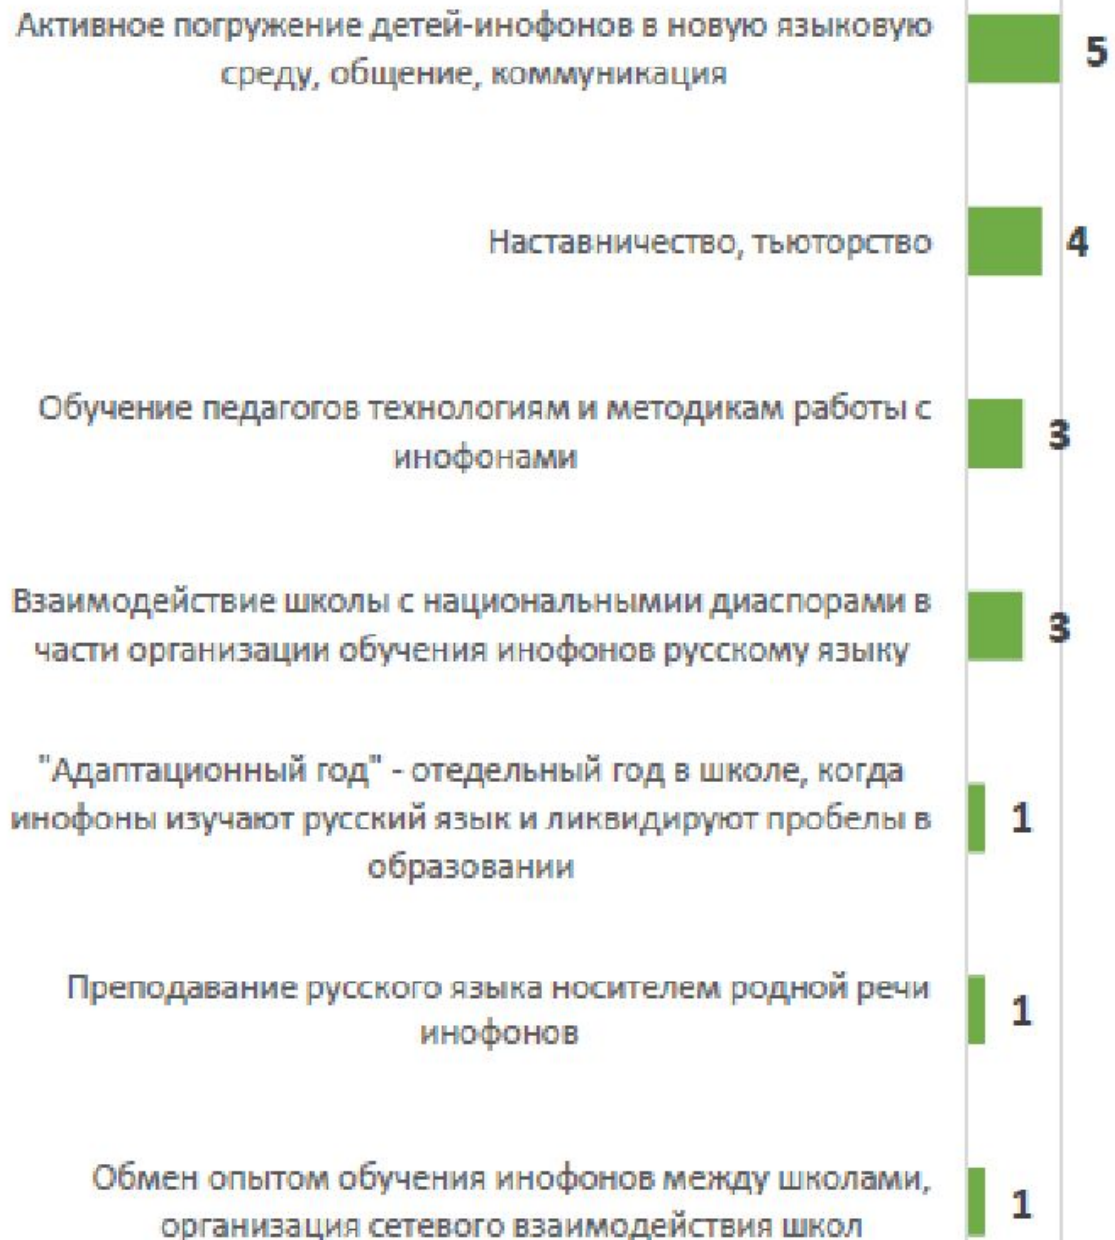 Активное погружение детей-инофонов в новую языковую
среду, общение, коммуникация
5
Наставничество, тьюторство
4
Обучение педагогов технологиям и методикам работы с
инофонами
3
Взаимодействие школы с национальнымии диаспорами в
части организации обучения инофонов русскому языку
3
"Адаптационный год" - отедельный год в школе, когда
инофоны изучают русский язык и ликвидируют пробелы в
образовании
1
Преподавание русского языка носителем родной речи
инофонов
1
Обмен опытом обучения инофонов между школами,
организация сетевого взаимодействия школ
1